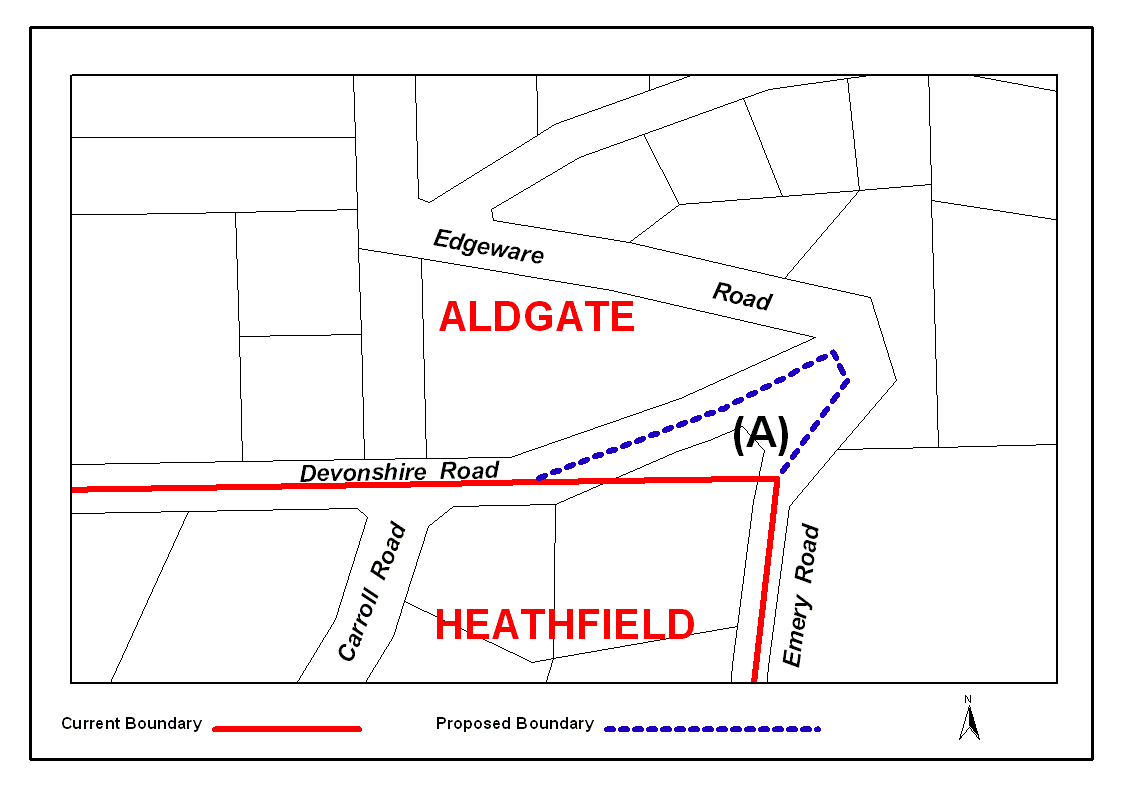 Edgeware
Road
ALDGATE
(A)
Devonshire Road
Carroll Road
Emery Road
HEATHFIELD
Current Boundary
Proposed Boundary
N